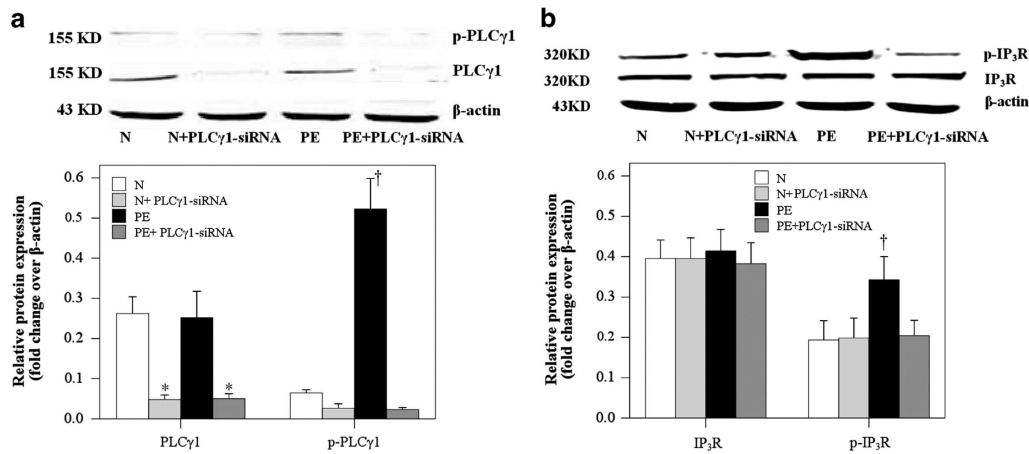 a
155 KD
p-PLCγ1
155 KD
PLCγ1
43 KD
β-actin
N
N+PLCγ1-siRNA
PE
PE+PLCγ1-siRNA
Relative protein expression
(fold change over β-actin)
0.6
0.5
0.4
0.3
0.2
0.1
0.0
N
N+ PLCγ1-siRNA
PE
PE+ PLCγ1-siRNA
*
*
†
PLCγ1
p-PLCγ1
b
320KD
p-IP₃R
320KD
IP₃R
43KD
β-actin
N
N+PLCγ1-siRNA
PE
PE+PLCγ1-siRNA
Relative protein expression
(fold change over β-actin)
0.6
0.5
0.4
0.3
0.2
0.1
0.0
N
N+PLCγ1-siRNA
PE
PE+PLCγ1-siRNA
†
IP₃R
p-IP₃R